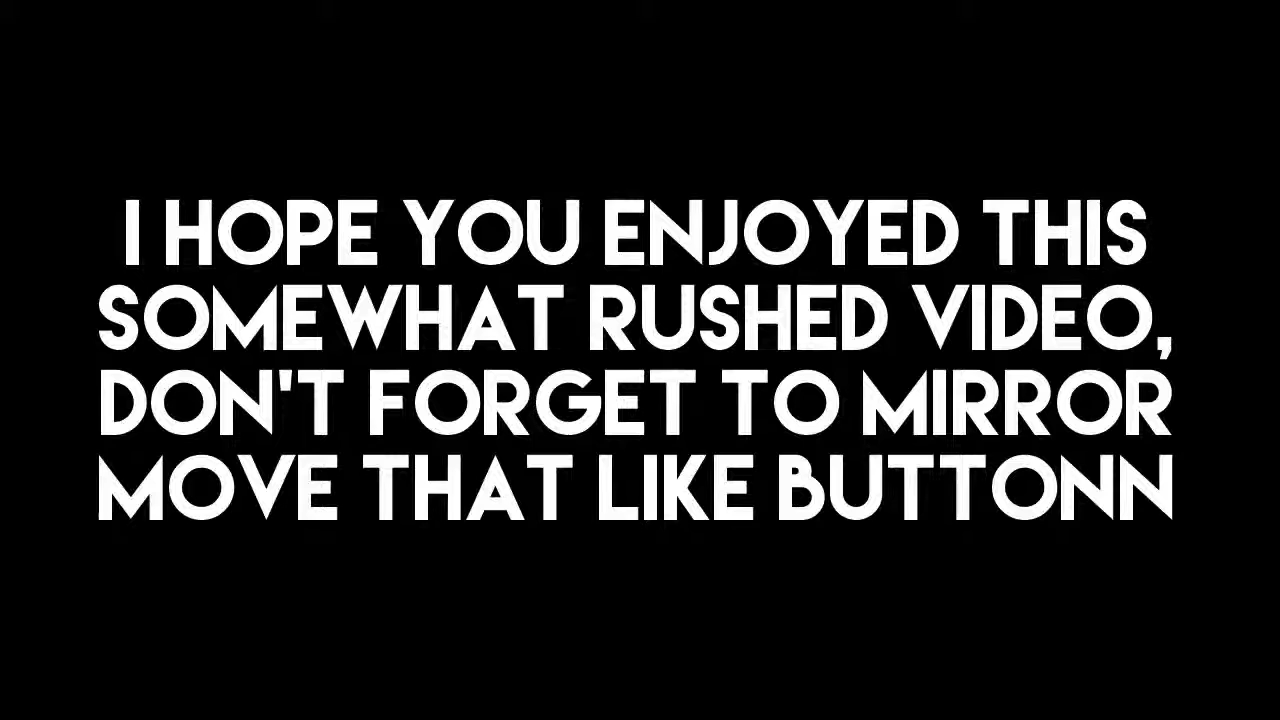 I HOPE YOU ENJOYED THIS
SOMEWHAT RUSHED VIDEO,
DON'T FORGET TO MIRROR
MOVE THAT LIKE BUTTONN